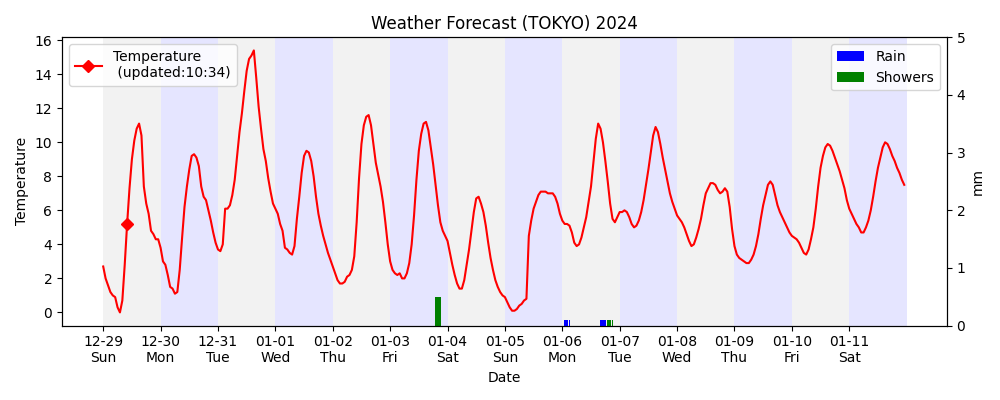 Weather Forecast (TOKYO) 2024
Temperature
(updated:10:34)
Rain
Showers
Temperature
mm
16
14
12
10
8
6
4
2
0
5
4
3
2
1
0
12-29 12-30 12-31 01-01 01-02 01-03 01-04 01-05 01-06 01-07 01-08 01-09 01-10 01-11
Sun Mon Tue Wed Thu Fri Sat Sun Mon Tue Wed Thu Fri Sat
Date